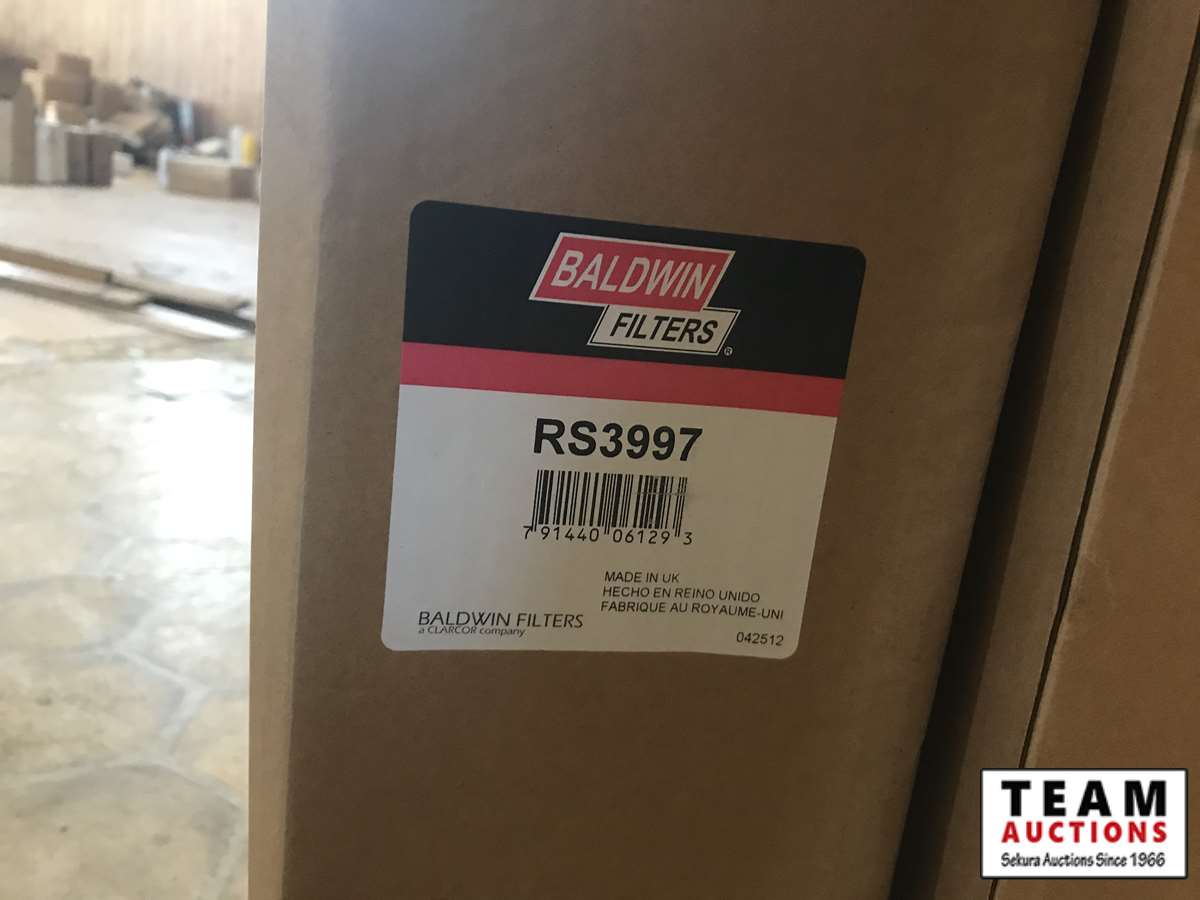 BALDWIN
FILTERS®
RS3997
7 91440 06129 3
MADE IN UK
HECHO EN REINO UNIDO
FABRIQUE AU ROYAUME-UNI
BALDWIN FILTERS
a CLARCOR company
042512
TEAM
AUCTIONS
Sekura Auctions Since 1966